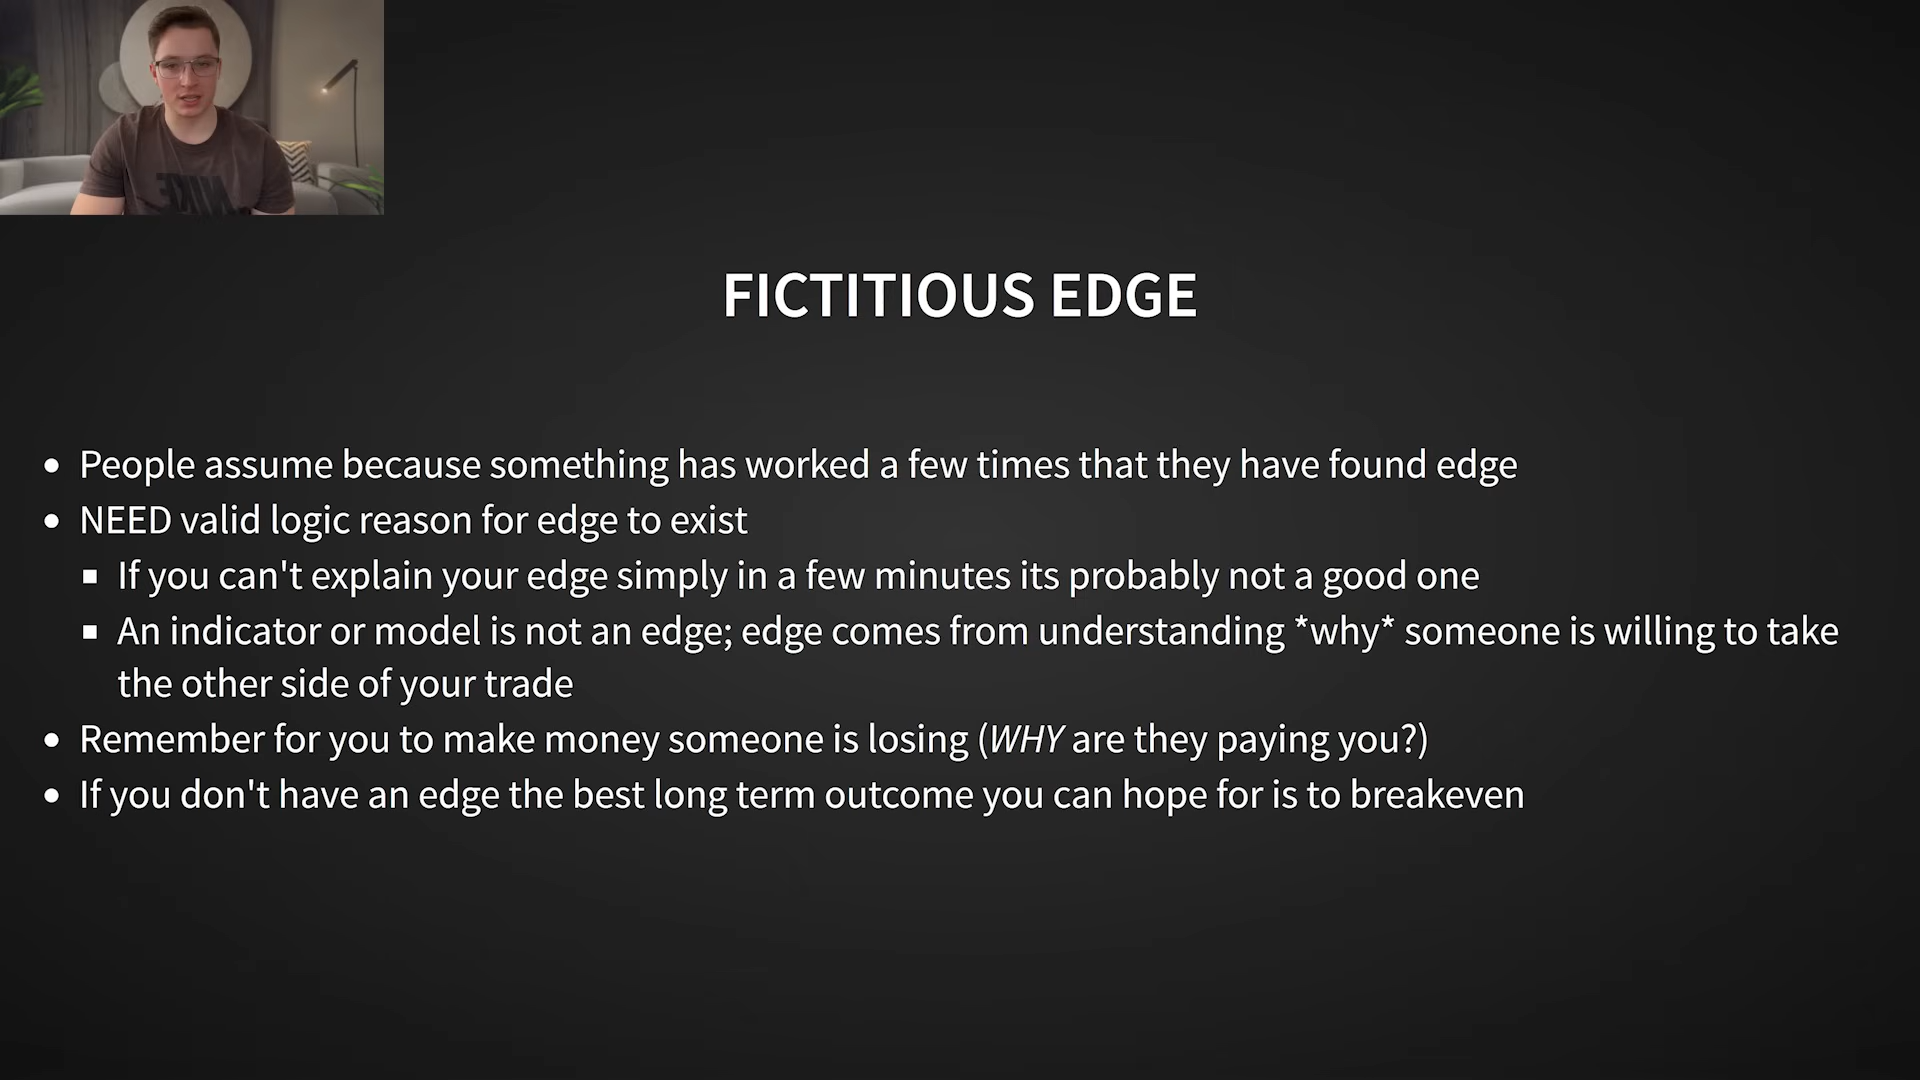 NIKE
FICTITIOUS EDGE
• People assume because something has worked a few times that they have found edge
• NEED valid logic reason for edge to exist
▪ If you can't explain your edge simply in a few minutes its probably not a good one
▪ An indicator or model is not an edge; edge comes from understanding *why* someone is willing to take
the other side of your trade
• Remember for you to make money someone is losing (WHY are they paying you?)
• If you don't have an edge the best long term outcome you can hope for is to breakeven